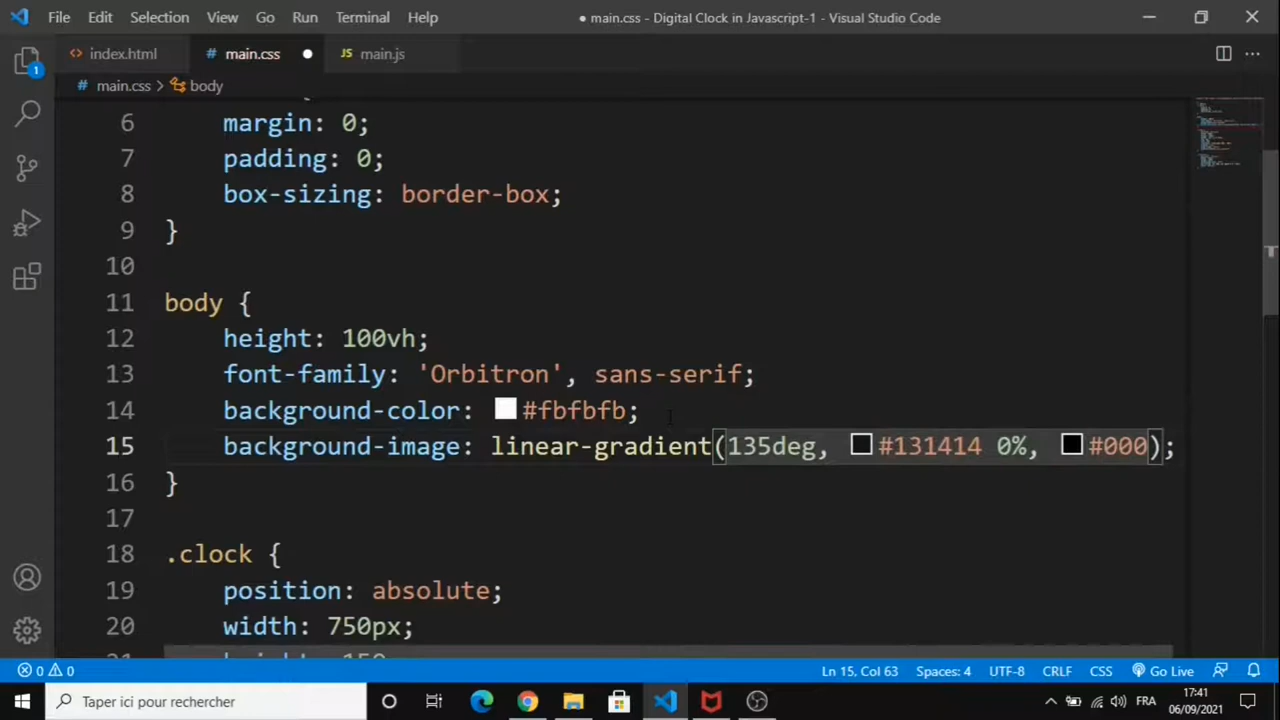 File Edit Selection View Go Run Terminal Help
● main.css - Digital Clock in Javascript-1 - Visual Studio Code
<> index.html # main.css ● JS main.js
# main.css > body
6 margin: 0;
7 padding: 0;
8 box-sizing: border-box;
9 }
10
11 body {
12 height: 100vh;
13 font-family: 'Orbitron', sans-serif;
14 background-color: #fbfbfb;
15 background-image: linear-gradient(135deg, #131414 0%, #000);
16 }
17
18 .clock {
19 position: absolute;
20 width: 750px;
1
0 0
Ln 15, Col 63 Spaces: 4 UTF-8 CRLF CSS Go Live
Taper ici pour rechercher
FRA
17:41
06/09/2021